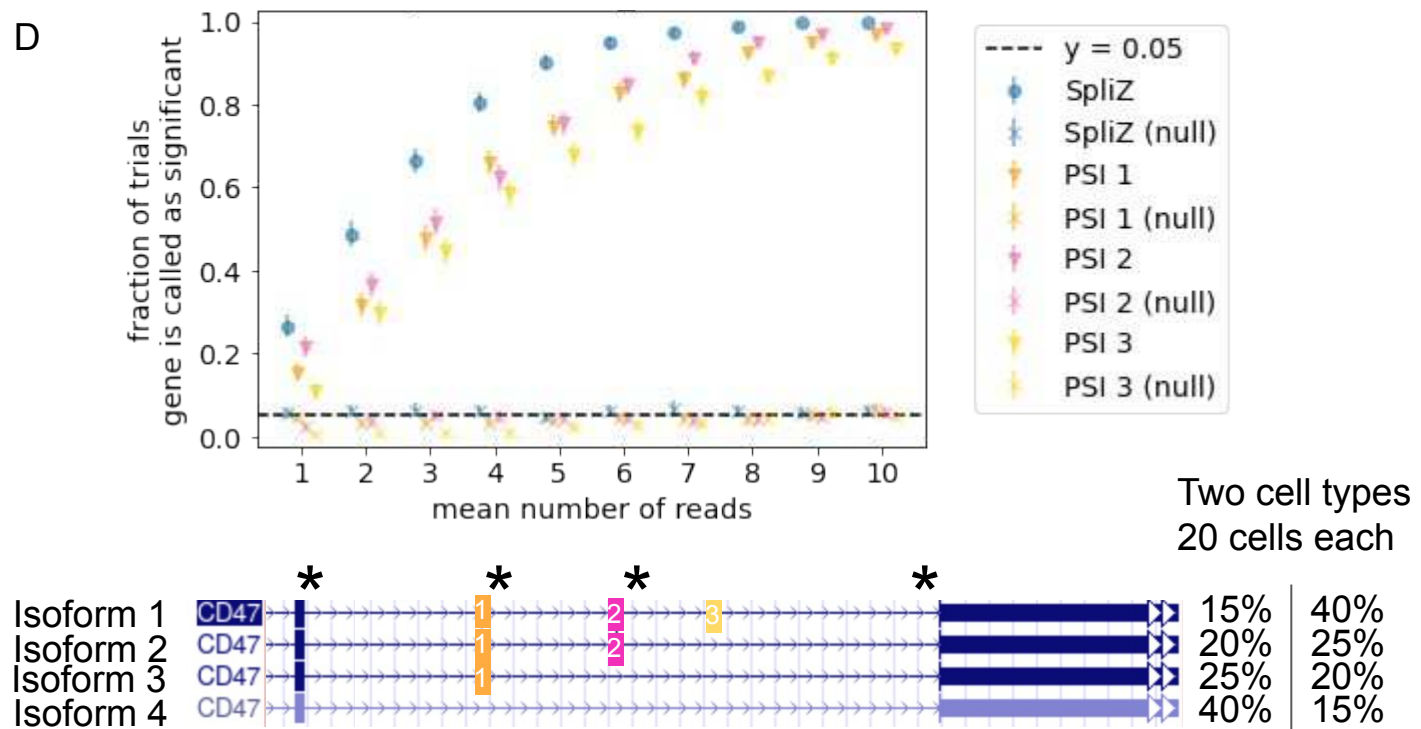 D
1.0
0.8
0.6
0.4
0.2
0.0
fraction of trials
gene is called as significant
1 2 3 4 5 6 7 8 9 10
mean number of reads
y = 0.05
SpliZ
SpliZ (null)
PSI 1
PSI 1 (null)
PSI 2
PSI 2 (null)
PSI 3
PSI 3 (null)
Two cell types
20 cells each
* * * *
Isoform 1 CD47 1 2 3 15% 40%
Isoform 2 CD47 1 2 20% 25%
Isoform 3 CD47 1 25% 20%
Isoform 4 CD47 40% 15%